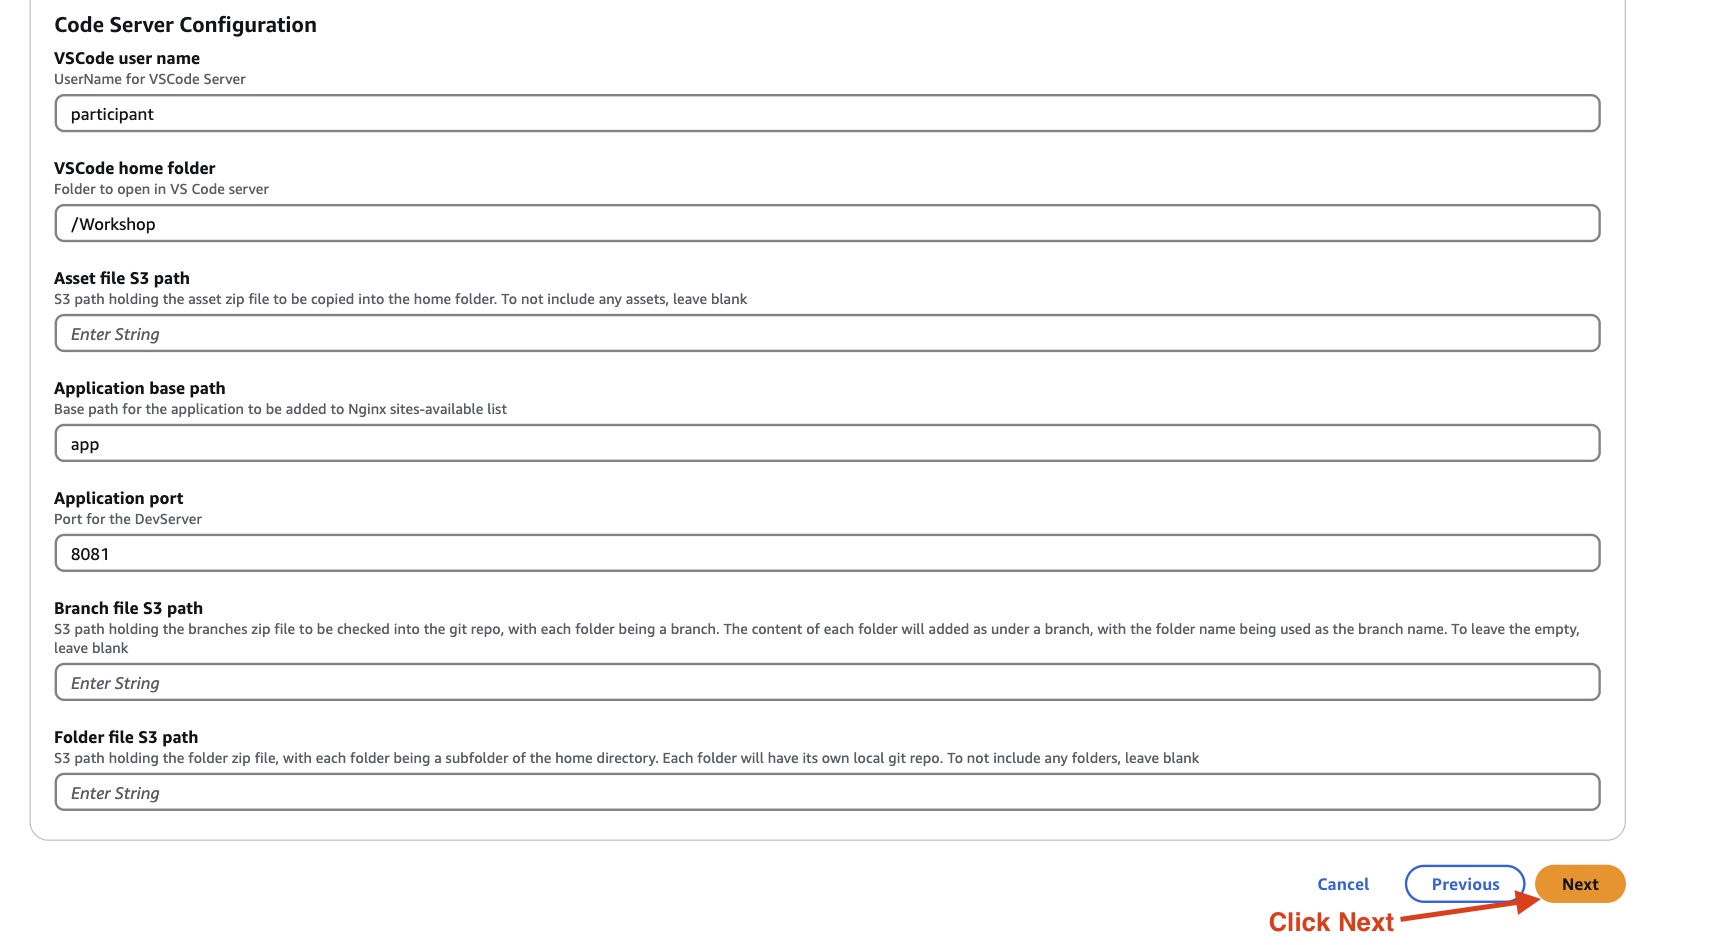 Code Server Configuration
VSCode user name
UserName for VSCode Server
participant
VSCode home folder
Folder to open in VS Code server
/Workshop
Asset file S3 path
S3 path holding the asset zip file to be copied into the home folder. To not include any assets, leave blank
Enter String
Application base path
Base path for the application to be added to Nginx sites-available list
app
Application port
Port for the DevServer
8081
Branch file S3 path
S3 path holding the branches zip file to be checked into the git repo, with each folder being a branch. The content of each folder will added as under a branch, with the folder name being used as the branch name. To leave the empty,
leave blank
Enter String
Folder file S3 path
S3 path holding the folder zip file, with each folder being a subfolder of the home directory. Each folder will have its own local git repo. To not include any folders, leave blank
Enter String
Cancel Previous Next
Click Next